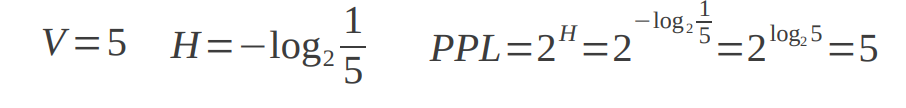 V=5 H=−log₂ 1/5 PPL=2^H=2^(−log₂ 1/5)=2^(log₂ 5)=5